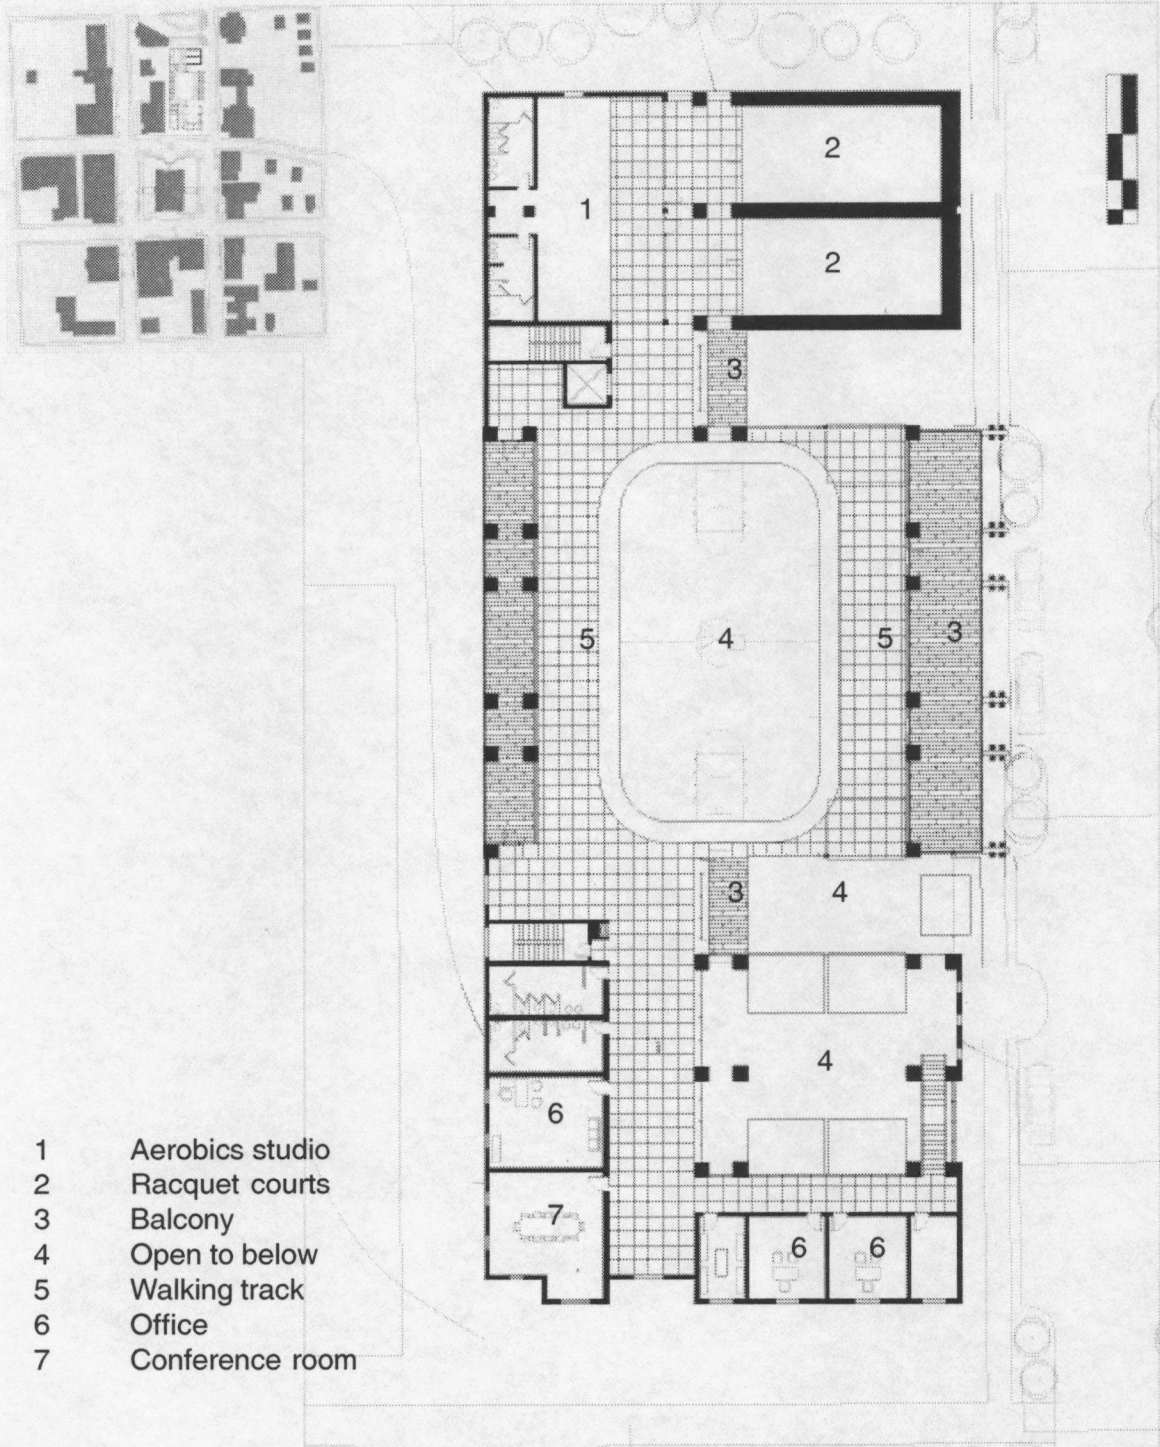 2
1
2
3
5
4
5
3
3
4
4
6
7
6
6
1 Aerobics studio
2 Racquet courts
3 Balcony
4 Open to below
5 Walking track
6 Office
7 Conference room